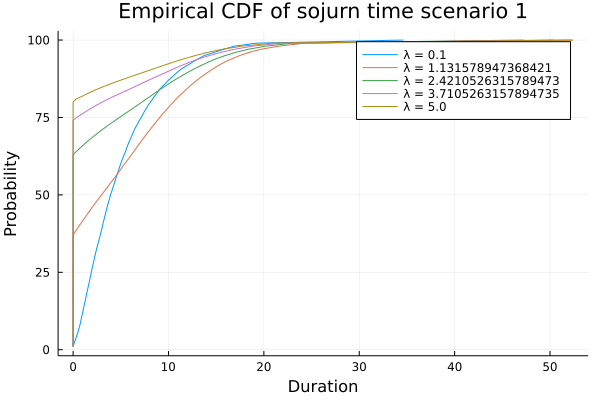 Empirical CDF of sojurn time scenario 1
100
75
50
25
0
Probability
λ = 0.1
λ = 1.131578947368421
λ = 2.4210526315789473
λ = 3.7105263157894735
λ = 5.0
0 10 20 30 40 50
Duration